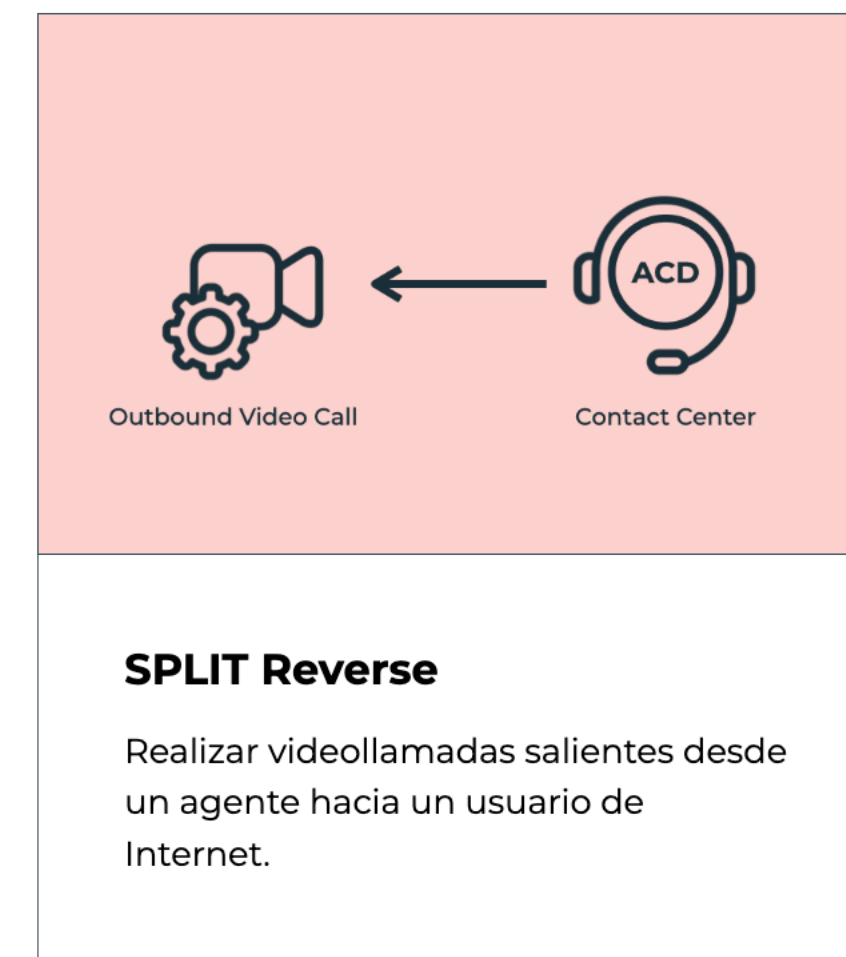 ACD
Outbound Video Call
Contact Center
SPLIT Reverse
Realizar videollamadas salientes desde
un agente hacia un usuario de
Internet.